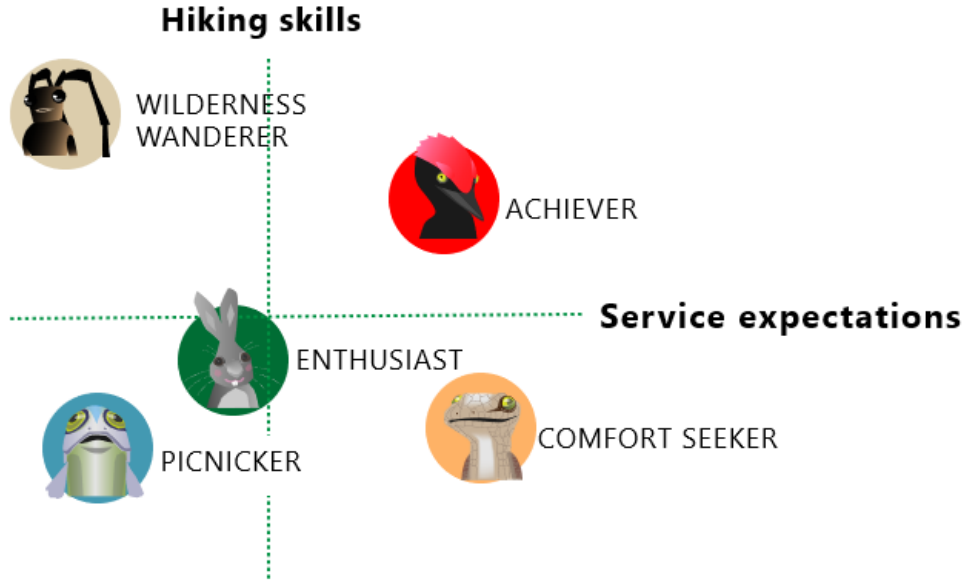 Hiking skills
WILDERNESS
WANDERER
ACHIEVER
Service expectations
ENTHUSIAST
COMFORT SEEKER
PICNICKER